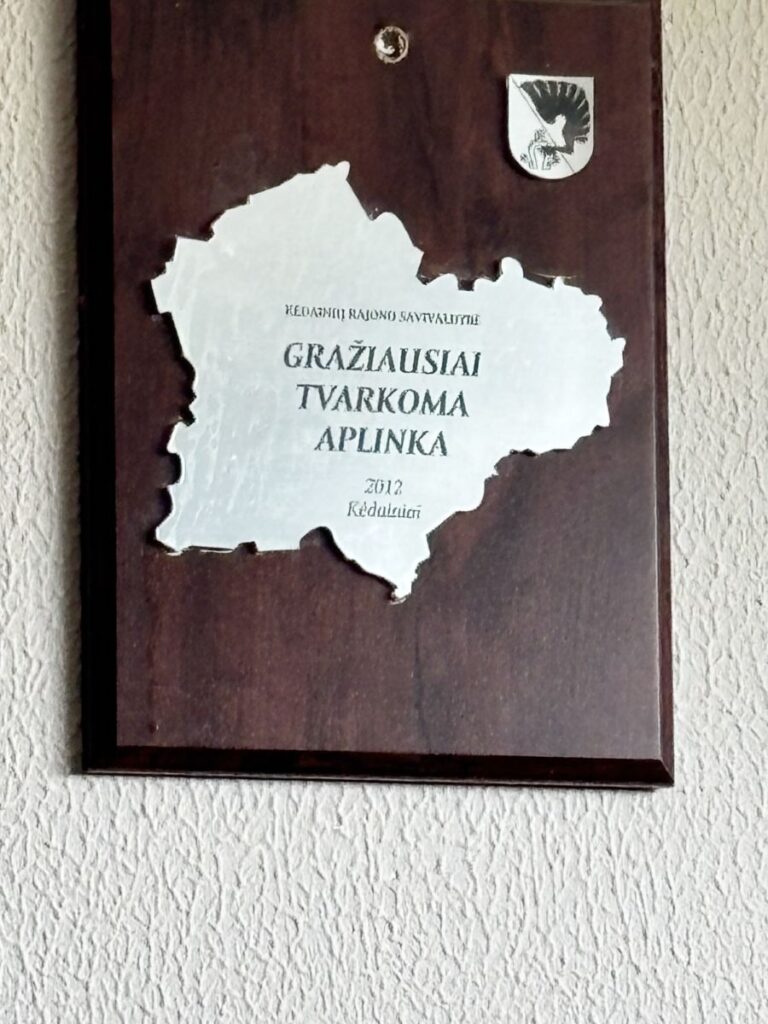 KĖDAINIŲ RAJONO SAVIVALDYBĖ
GRAŽIAUSIAI
TVARKOMA
APLINKA
2012
Kėdainiai